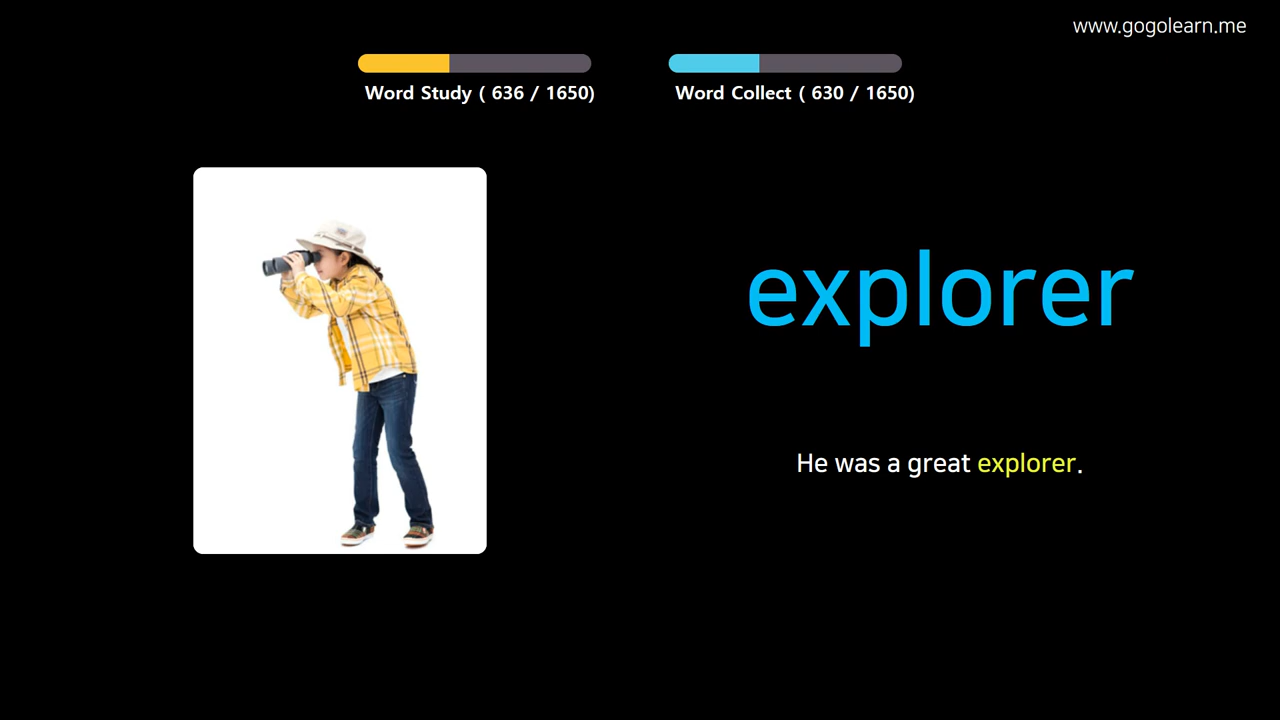 www.gogolearn.me
Word Study ( 636 / 1650)
Word Collect ( 630 / 1650)
explorer
He was a great explorer.